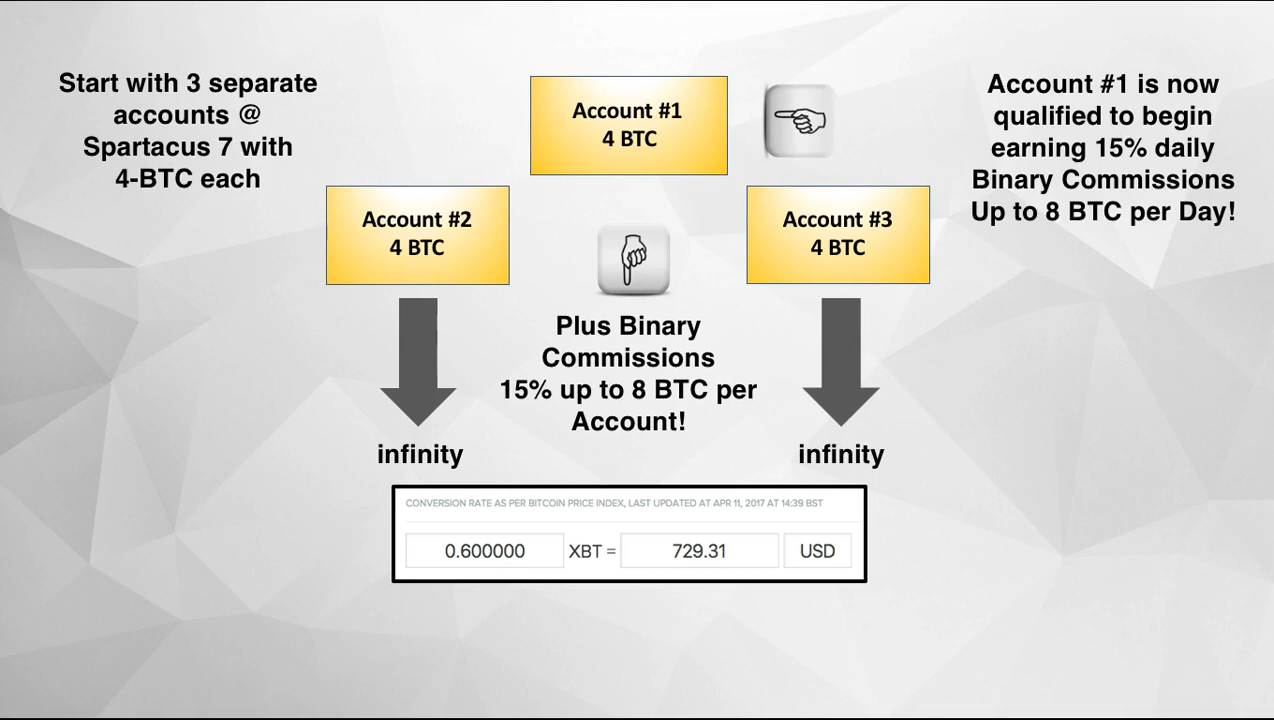 Start with 3 separate
accounts @
Spartacus 7 with
4-BTC each
Account #1
4 BTC
Account #1 is now
qualified to begin
earning 15% daily
Binary Commissions
Up to 8 BTC per Day!
Account #2
4 BTC
Account #3
4 BTC
Plus Binary
Commissions
15% up to 8 BTC per
Account!
infinity
infinity
CONVERSION RATE AS PER BITCOIN PRICE INDEX, LAST UPDATED AT APR 11, 2017 AT 14:39 BST
0.600000 XBT = 729.31 USD